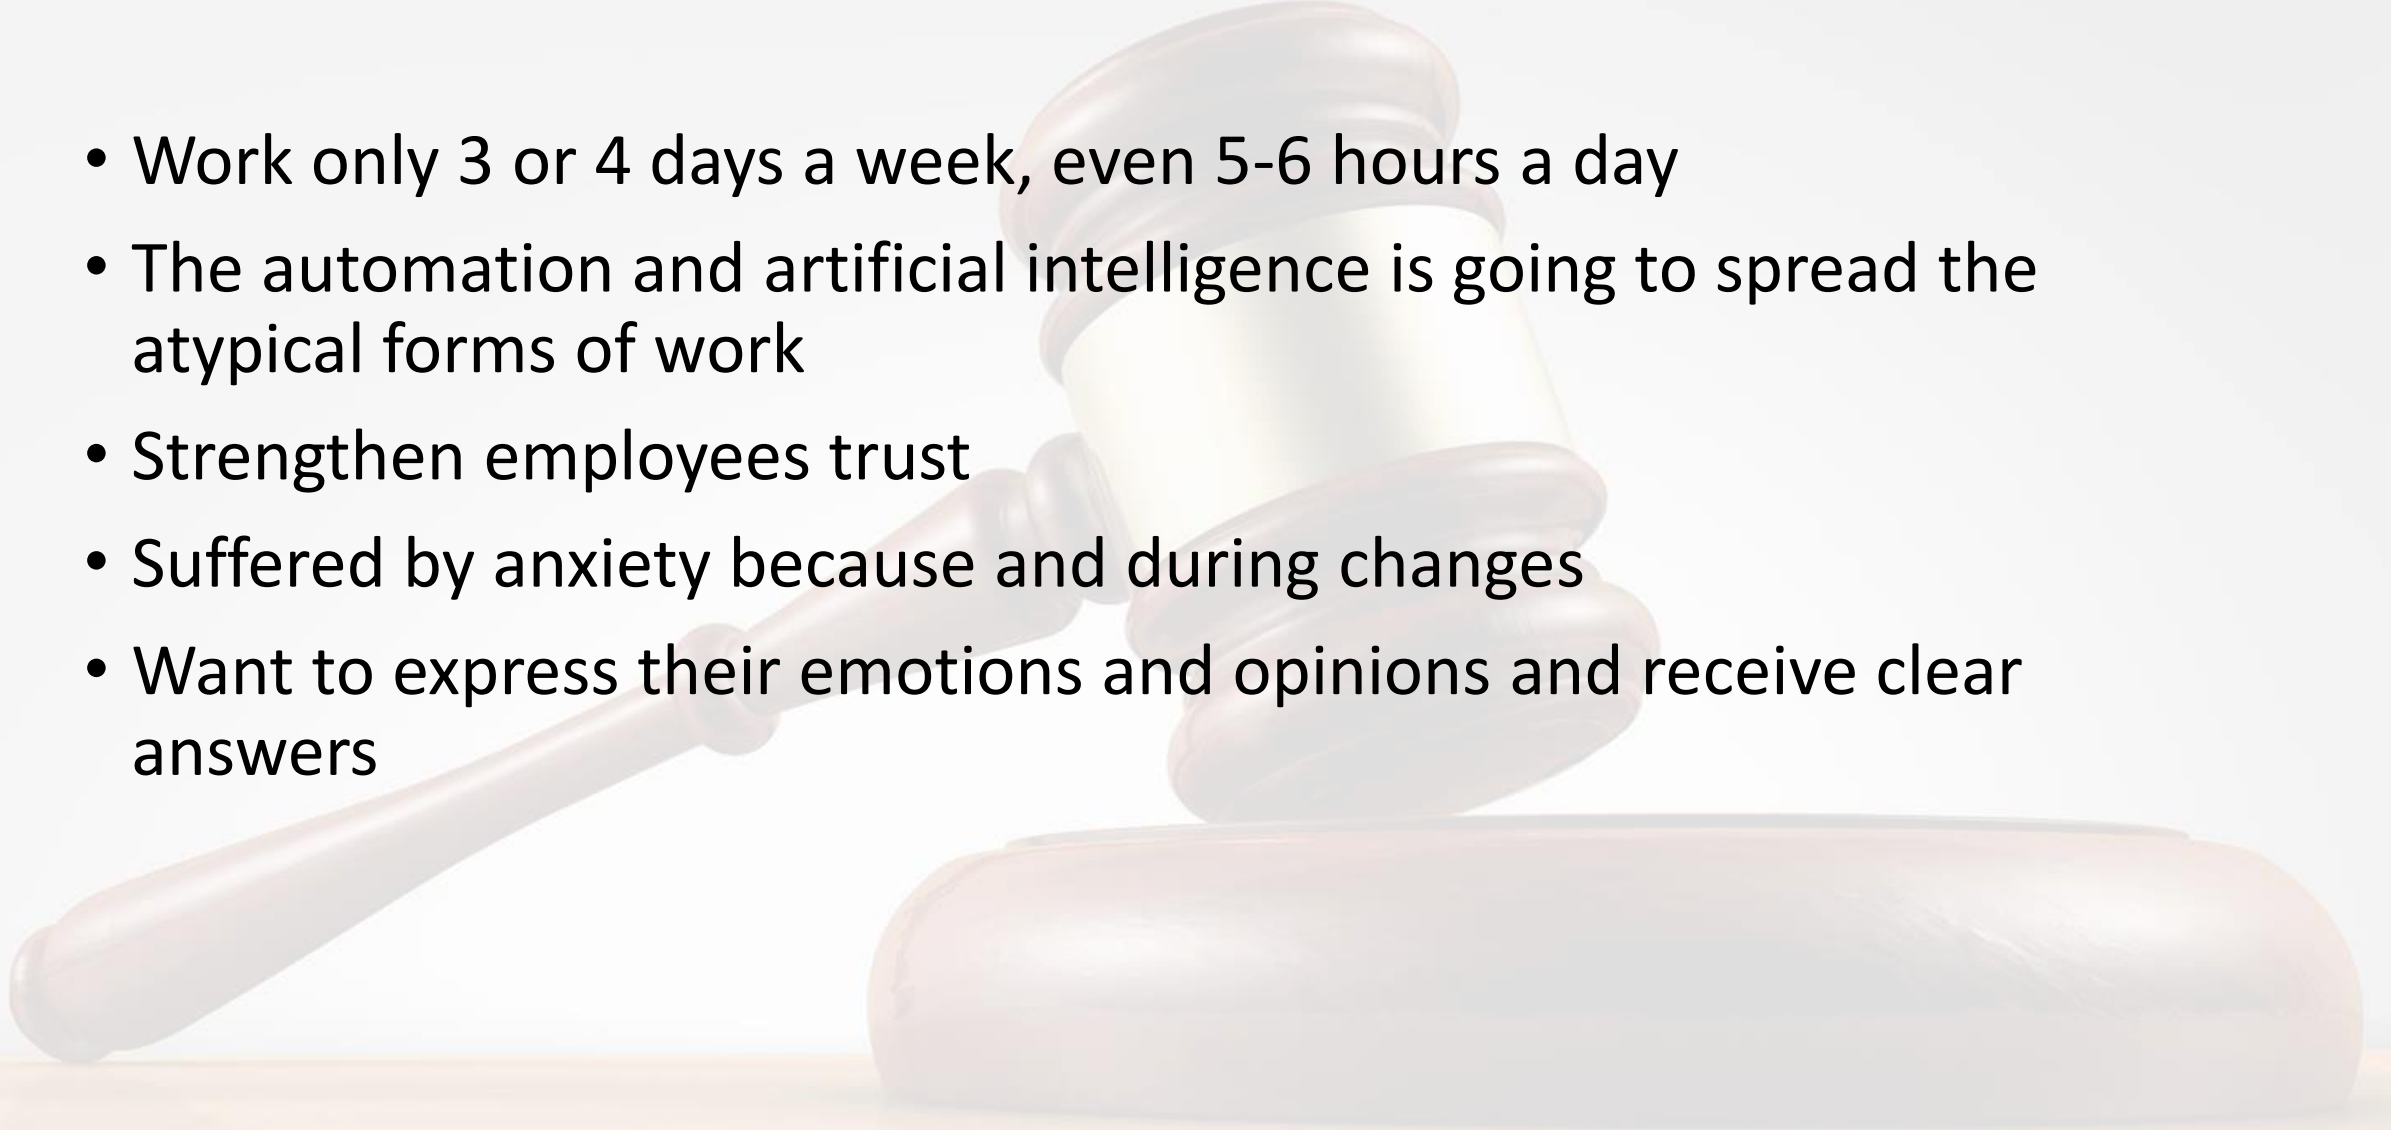 • Work only 3 or 4 days a week, even 5-6 hours a day
• The automation and artificial intelligence is going to spread the
atypical forms of work
• Strengthen employees trust
• Suffered by anxiety because and during changes
• Want to express their emotions and opinions and receive clear
answers